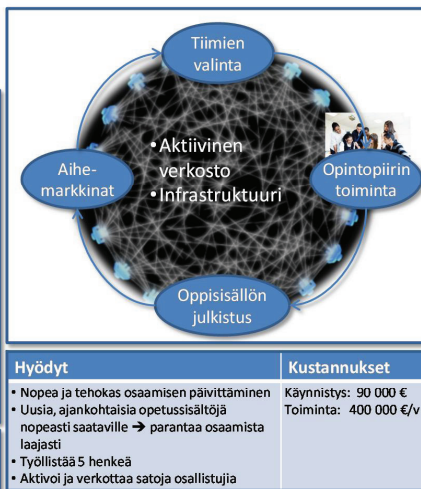 Tiimien
valinta
• Aktiivinen
verkosto
• Infrastruktuuri
Aihe-
markkinat
Opintopiirin
toiminta
Oppisisällön
julkistus
Hyödyt
Kustannukset
• Nopea ja tehokas osaamisen päivittäminen
• Uusia, ajankohtaisia opetussisältöjä
nopeasti saataville ➔ parantaa osaamista
laajasti
• Työllistää 5 henkeä
• Aktivoi ja verkottaa satoja osallistujia
Käynnistys: 90 000 €
Toiminta: 400 000 €/v